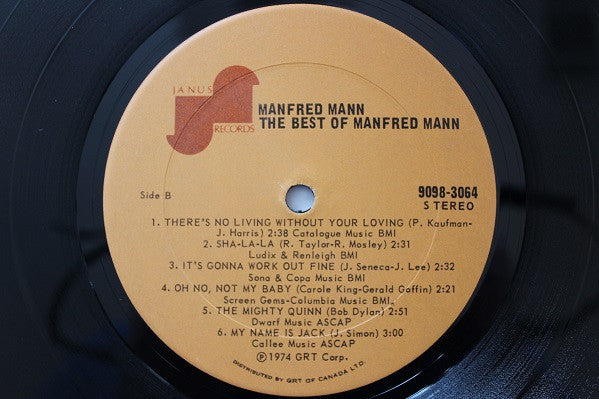 JANUS
RECORDS
MANFRED MANN
THE BEST OF MANFRED MANN
Side B
9098-3064
STEREO
1. THERE'S NO LIVING WITHOUT YOUR LOVING (P. Kaufman-
J. Harris) 2:38 Catalogue Music BMI
2. SHA-LA-LA (R. Taylor-R. Mosley) 2:31
Ludix & Renleigh BMI
3. IT'S GONNA WORK OUT FINE (J. Seneca-J. Lee) 2:32
Sona & Copa Music BMI
4. OH NO, NOT MY BABY (Carole King-Gerald Goffin) 2:21
Screen Gems-Columbia Music BMI
5. THE MIGHTY QUINN (Bob Dylan) 2:51
Dwarf Music ASCAP
6. MY NAME IS JACK (J. Simon) 3:00
Callee Music ASCAP
Ⓟ1974 GRT Corp.
DISTRIBUTED BY GRT OF CANADA LTD.